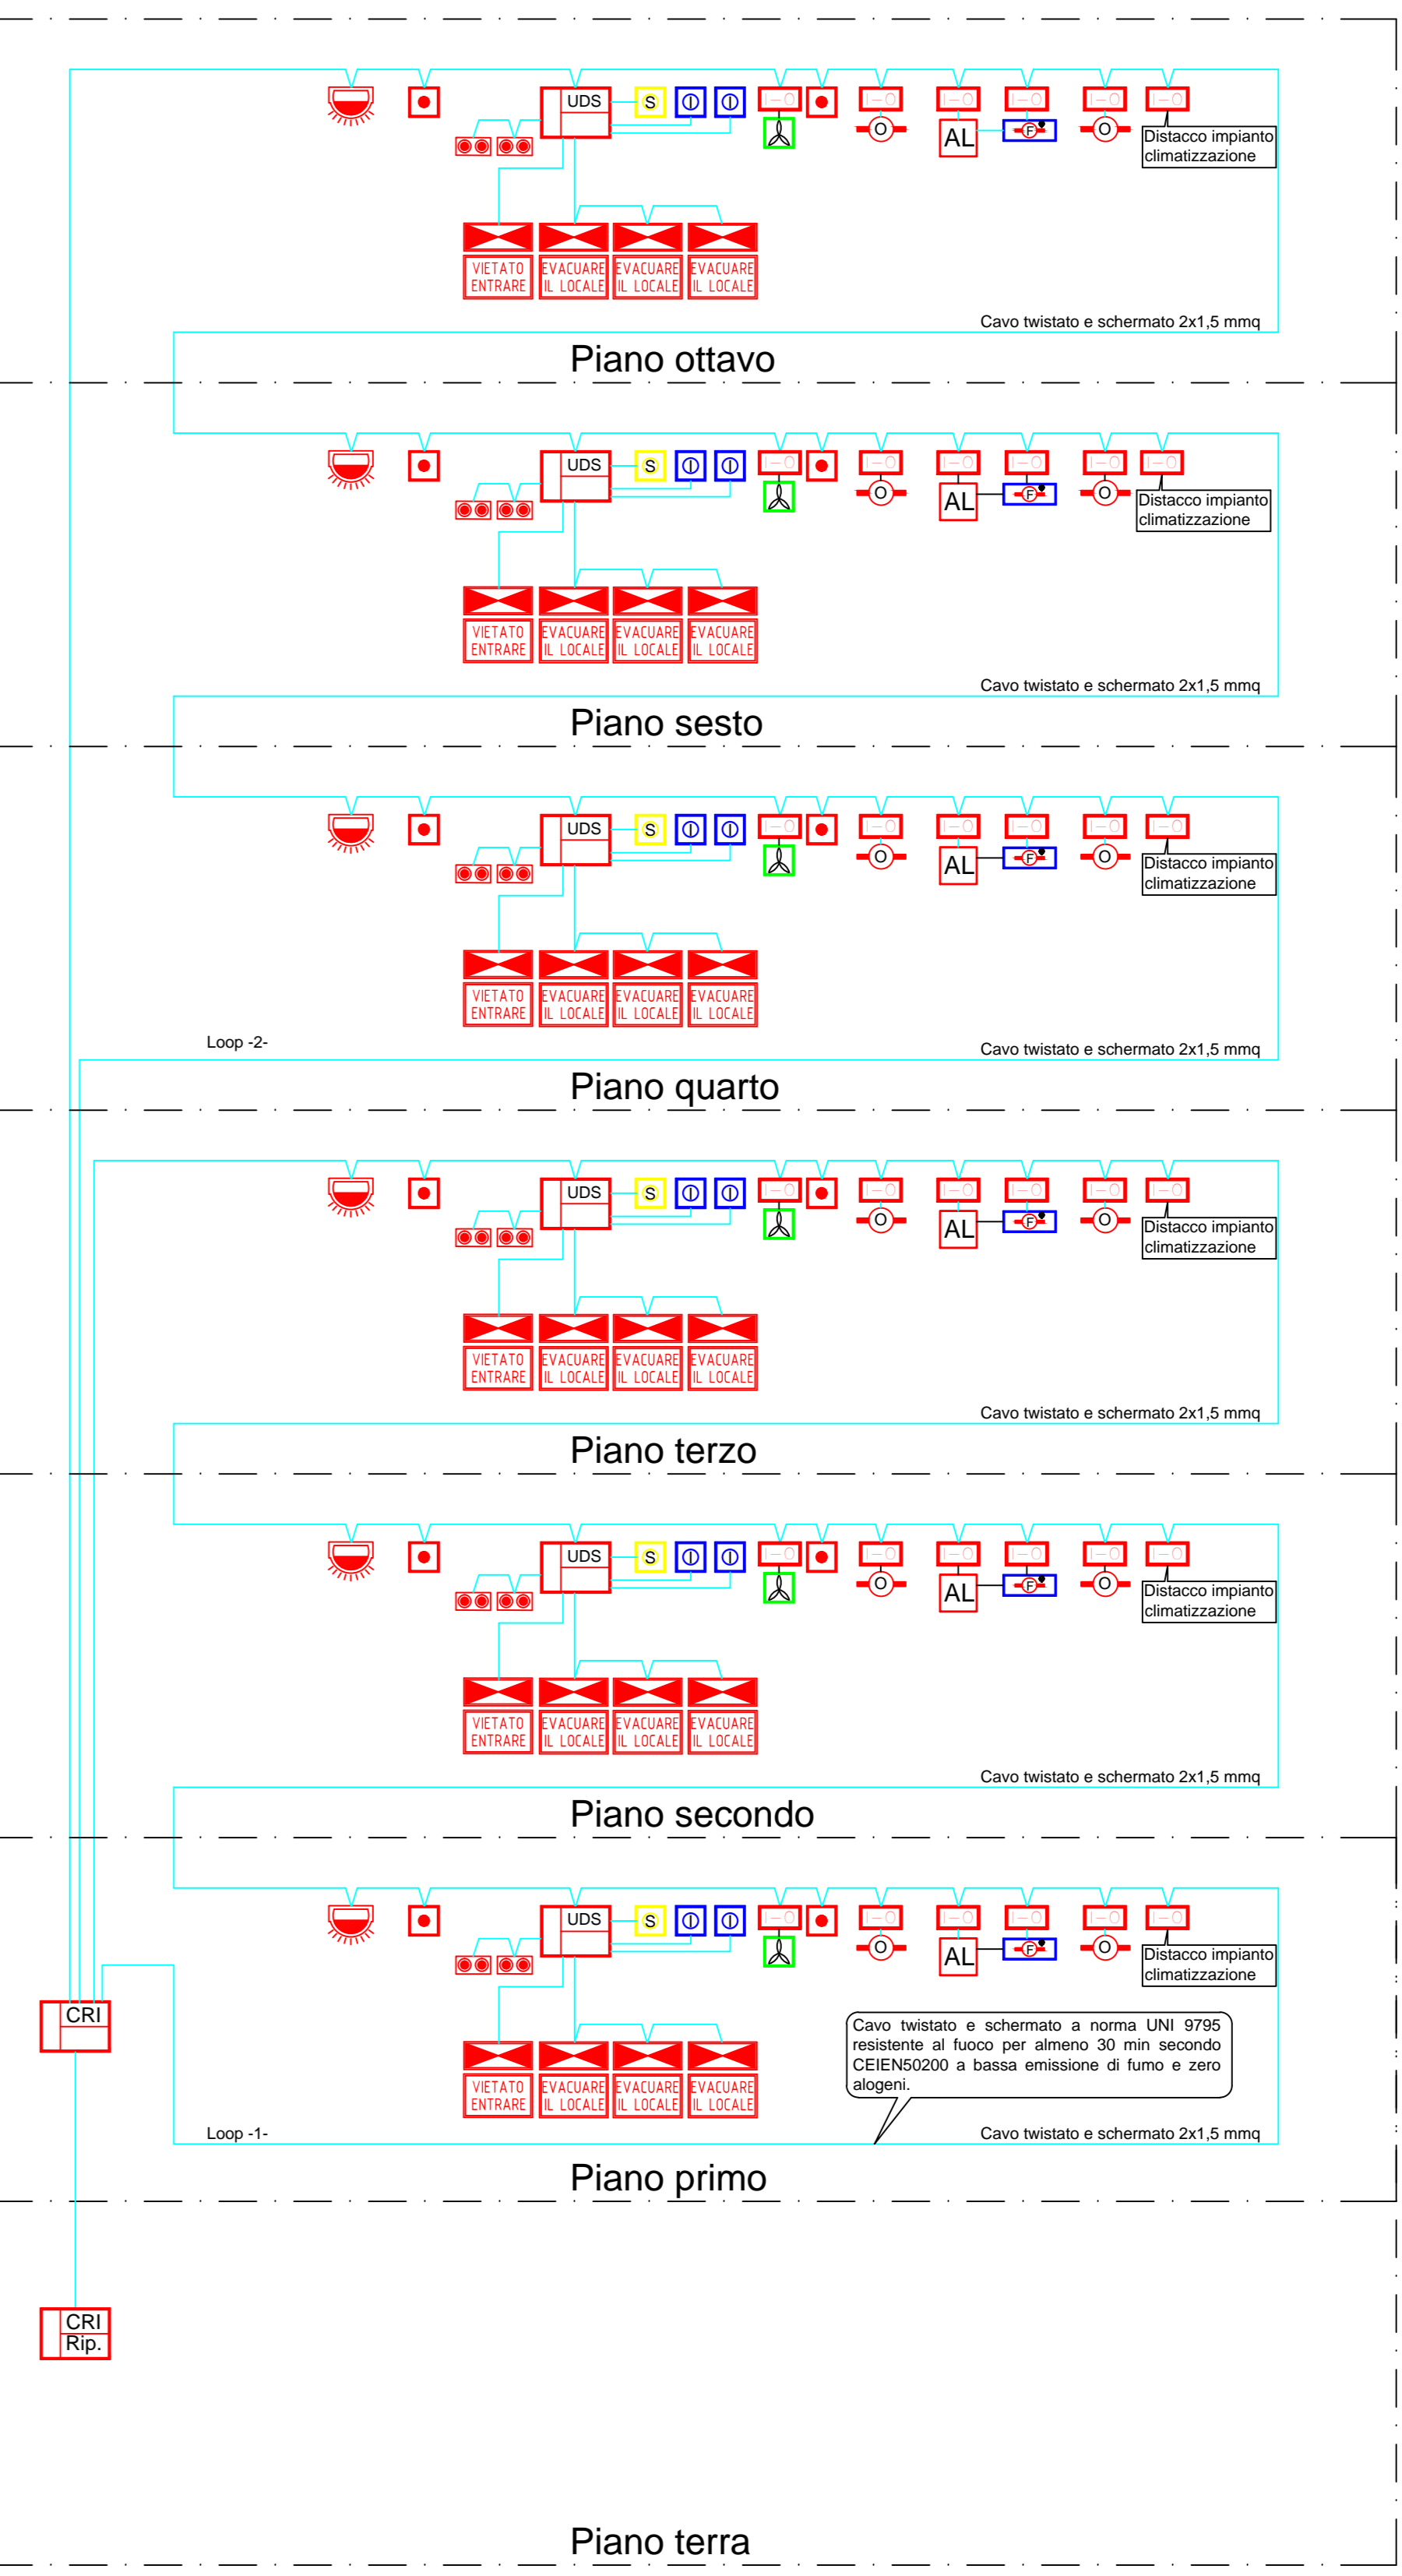 UDS
S
I-O
I-O
I-O
I-O
I-O
I-O
O
AL
F
O
Distacco impianto
climatizzazione
VIETATO
ENTRARE
EVACUARE
IL LOCALE
EVACUARE
IL LOCALE
EVACUARE
IL LOCALE
Cavo twistato e schermato 2x1,5 mmq
Piano ottavo
UDS
S
I-O
I-O
I-O
I-O
I-O
I-O
O
AL
F
O
Distacco impianto
climatizzazione
VIETATO
ENTRARE
EVACUARE
IL LOCALE
EVACUARE
IL LOCALE
EVACUARE
IL LOCALE
Cavo twistato e schermato 2x1,5 mmq
Piano sesto
UDS
S
I-O
I-O
I-O
I-O
I-O
I-O
O
AL
F
O
Distacco impianto
climatizzazione
VIETATO
ENTRARE
EVACUARE
IL LOCALE
EVACUARE
IL LOCALE
EVACUARE
IL LOCALE
Loop -2-
Cavo twistato e schermato 2x1,5 mmq
Piano quarto
UDS
S
I-O
I-O
I-O
I-O
I-O
I-O
O
AL
F
O
Distacco impianto
climatizzazione
VIETATO
ENTRARE
EVACUARE
IL LOCALE
EVACUARE
IL LOCALE
EVACUARE
IL LOCALE
Cavo twistato e schermato 2x1,5 mmq
Piano terzo
UDS
S
I-O
I-O
I-O
I-O
I-O
I-O
O
AL
F
O
Distacco impianto
climatizzazione
VIETATO
ENTRARE
EVACUARE
IL LOCALE
EVACUARE
IL LOCALE
EVACUARE
IL LOCALE
Cavo twistato e schermato 2x1,5 mmq
Piano secondo
UDS
S
I-O
I-O
I-O
I-O
I-O
I-O
O
AL
F
O
Distacco impianto
climatizzazione
CRI
VIETATO
ENTRARE
EVACUARE
IL LOCALE
EVACUARE
IL LOCALE
EVACUARE
IL LOCALE
Cavo twistato e schermato a norma UNI 9795
resistente al fuoco per almeno 30 min secondo
CEIEN50200 a bassa emissione di fumo e zero
alogeni.
Loop -1-
Cavo twistato e schermato 2x1,5 mmq
Piano primo
CRI
Rip.
Piano terra